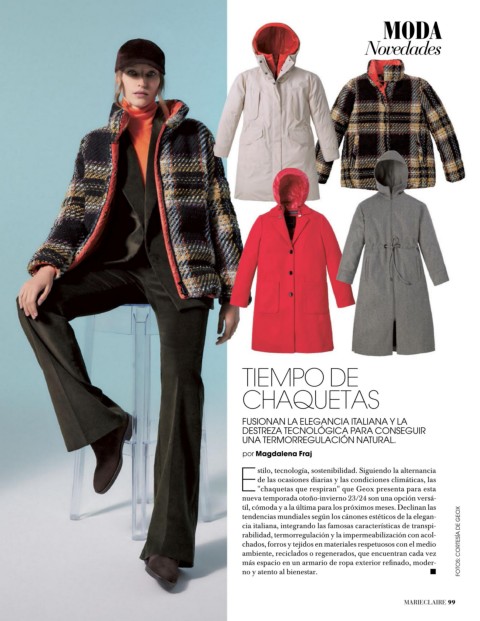 MODA
Novedades
TIEMPO DE
CHAQUETAS
FUSIONAN LA ELEGANCIA ITALIANA Y LA
DESTREZA TECNOLÓGICA PARA CONSEGUIR
UNA TERMORREGULACIÓN NATURAL.
por Magdalena Fraj
Estilo, tecnología, sostenibilidad. Siguiendo la alternancia
de las ocasiones diarias y las condiciones climáticas, las
"chaquetas que respiran" que Geox presenta para esta
nueva temporada otoño-invierno 23/24 son una opción versá-
til, cómoda y a la última para los próximos meses. Declinan las
tendencias mundiales según los cánones estéticos de la elegan-
cia italiana, integrando las famosas características de transpi-
rabilidad, termorregulación y la impermeabilización con acol-
chados, forros y tejidos en materiales respetuosos con el medio
ambiente, reciclados o regenerados, que encuentran cada vez
más espacio en un armario de ropa exterior refinado, moder-
no y atento al bienestar.
FOTOS: CORTESÍA DE GEOX
MARIECLAIRE 99